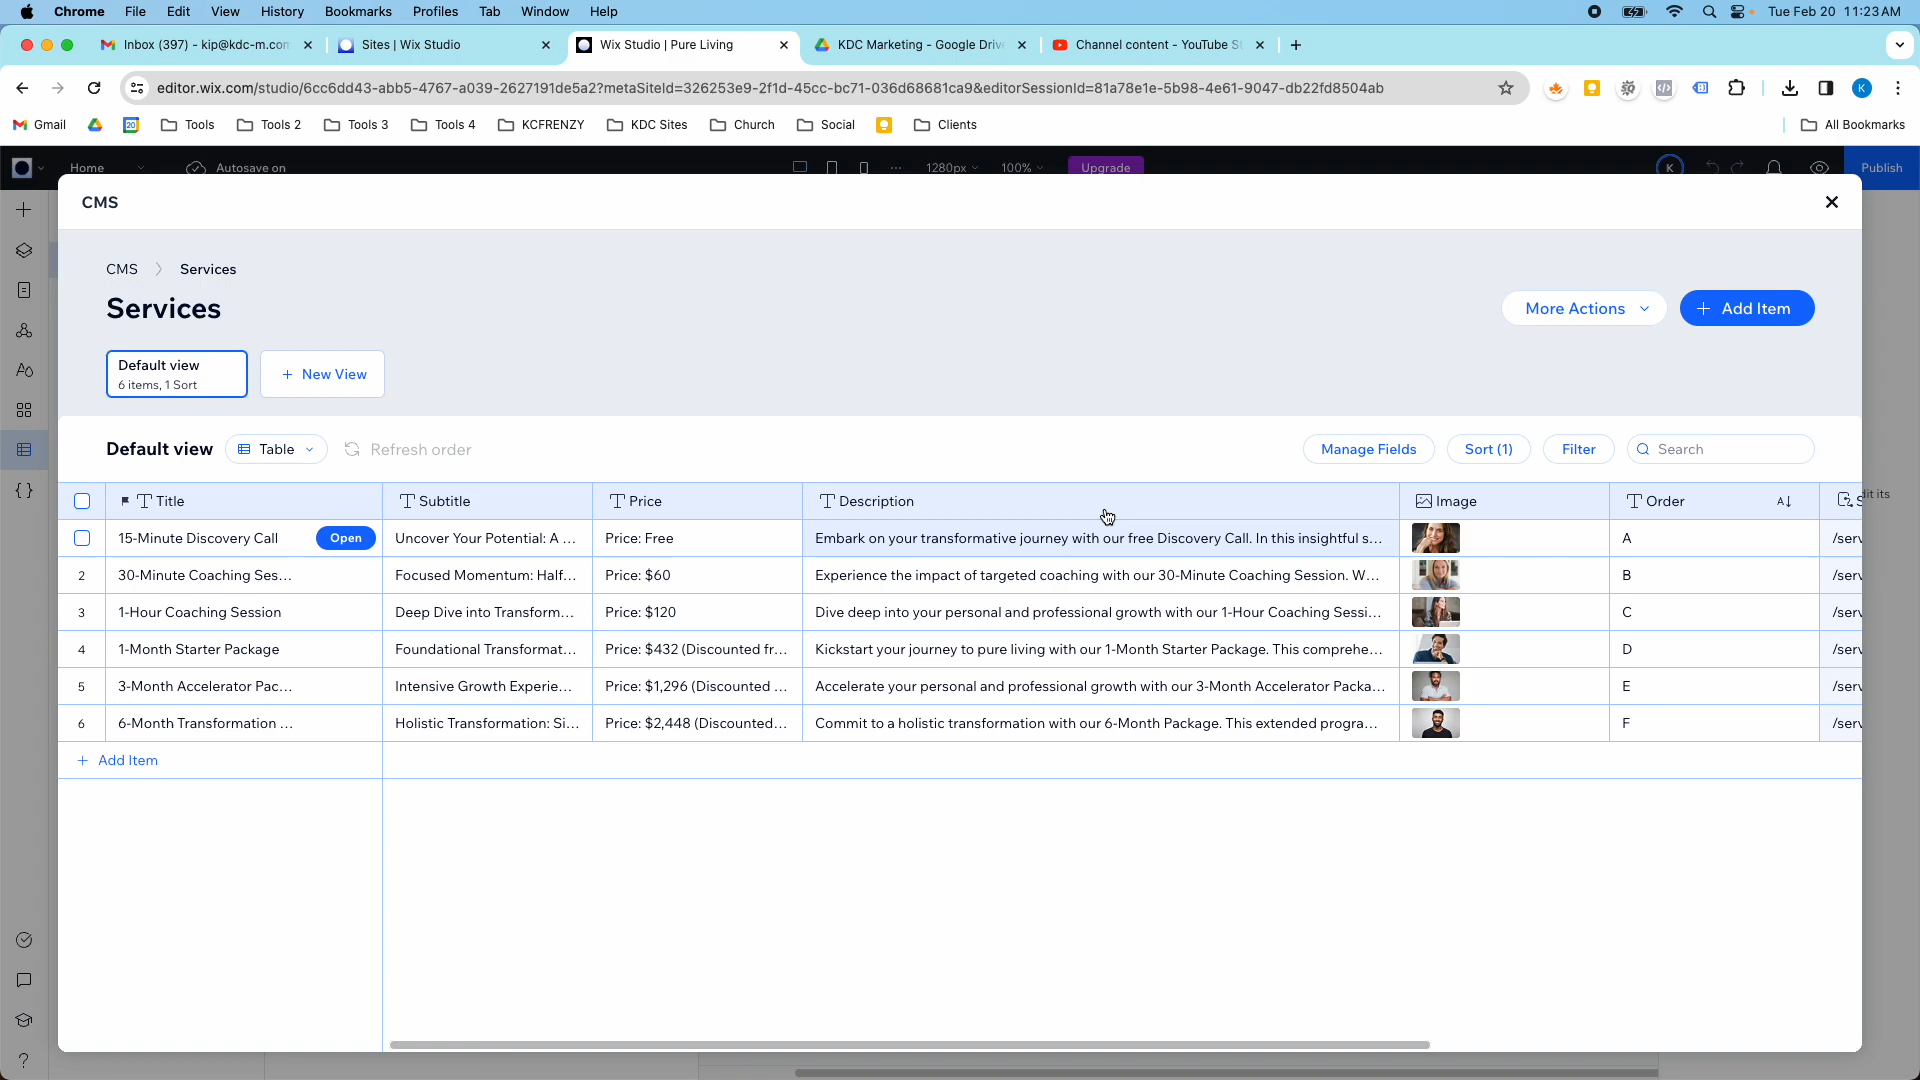 Chrome File Edit View History Bookmarks Profiles Tab Window Help Tue Feb 20 11:23AM
Inbox (397) - kip@kdc-m.com Sites | Wix Studio Wix Studio | Pure Living KDC Marketing - Google Driv Channel content - YouTube S
editor.wix.com/studio/6cc6dd43-abb5-4767-a039-2627191de5a2?metaSiteId=326253e9-2f1d-45cc-bc71-036d68681ca9&editorSessionId=81a78e1e-5b98-4e61-9047-db22fd8504ab K
Gmail 20 Tools Tools 2 Tools 3 Tools 4 KCFRENZY KDC Sites Church Social Clients All Bookmarks
Home Autosave on 1280px 100% Upgrade K Publish
CMS
CMS Services
Services
More Actions + Add Item
Default view
6 items, 1 Sort
+ New View
Default view Table Refresh order Manage Fields Sort (1) Filter Search
Title Subtitle Price Description Image Order
15-Minute Discovery Call Open Uncover Your Potential: A ... Price: Free Embark on your transformative journey with our free Discovery Call. In this insightful s... A /serv
2 30-Minute Coaching Ses... Focused Momentum: Half... Price: $60 Experience the impact of targeted coaching with our 30-Minute Coaching Session. W... B /serv
3 1-Hour Coaching Session Deep Dive into Transform... Price: $120 Dive deep into your personal and professional growth with our 1-Hour Coaching Sessi... C /serv
4 1-Month Starter Package Foundational Transformat... Price: $432 (Discounted fr... Kickstart your journey to pure living with our 1-Month Starter Package. This comprehe... D /serv
5 3-Month Accelerator Pac... Intensive Growth Experie... Price: $1,296 (Discounted ... Accelerate your personal and professional growth with our 3-Month Accelerator Packa... E /serv
6 6-Month Transformation ... Holistic Transformation: Si... Price: $2,448 (Discounted... Commit to a holistic transformation with our 6-Month Package. This extended progra... F /serv
+ Add Item